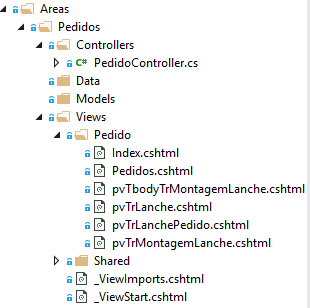 Areas
Pedidos
Controllers
C# PedidoController.cs
Data
Models
Views
Pedido
Index.cshtml
Pedidos.cshtml
pvTbodyTrMontagemLanche.cshtml
pvTrLanche.cshtml
pvTrLanchePedido.cshtml
pvTrMontagemLanche.cshtml
Shared
_ViewImports.cshtml
_ViewStart.cshtml